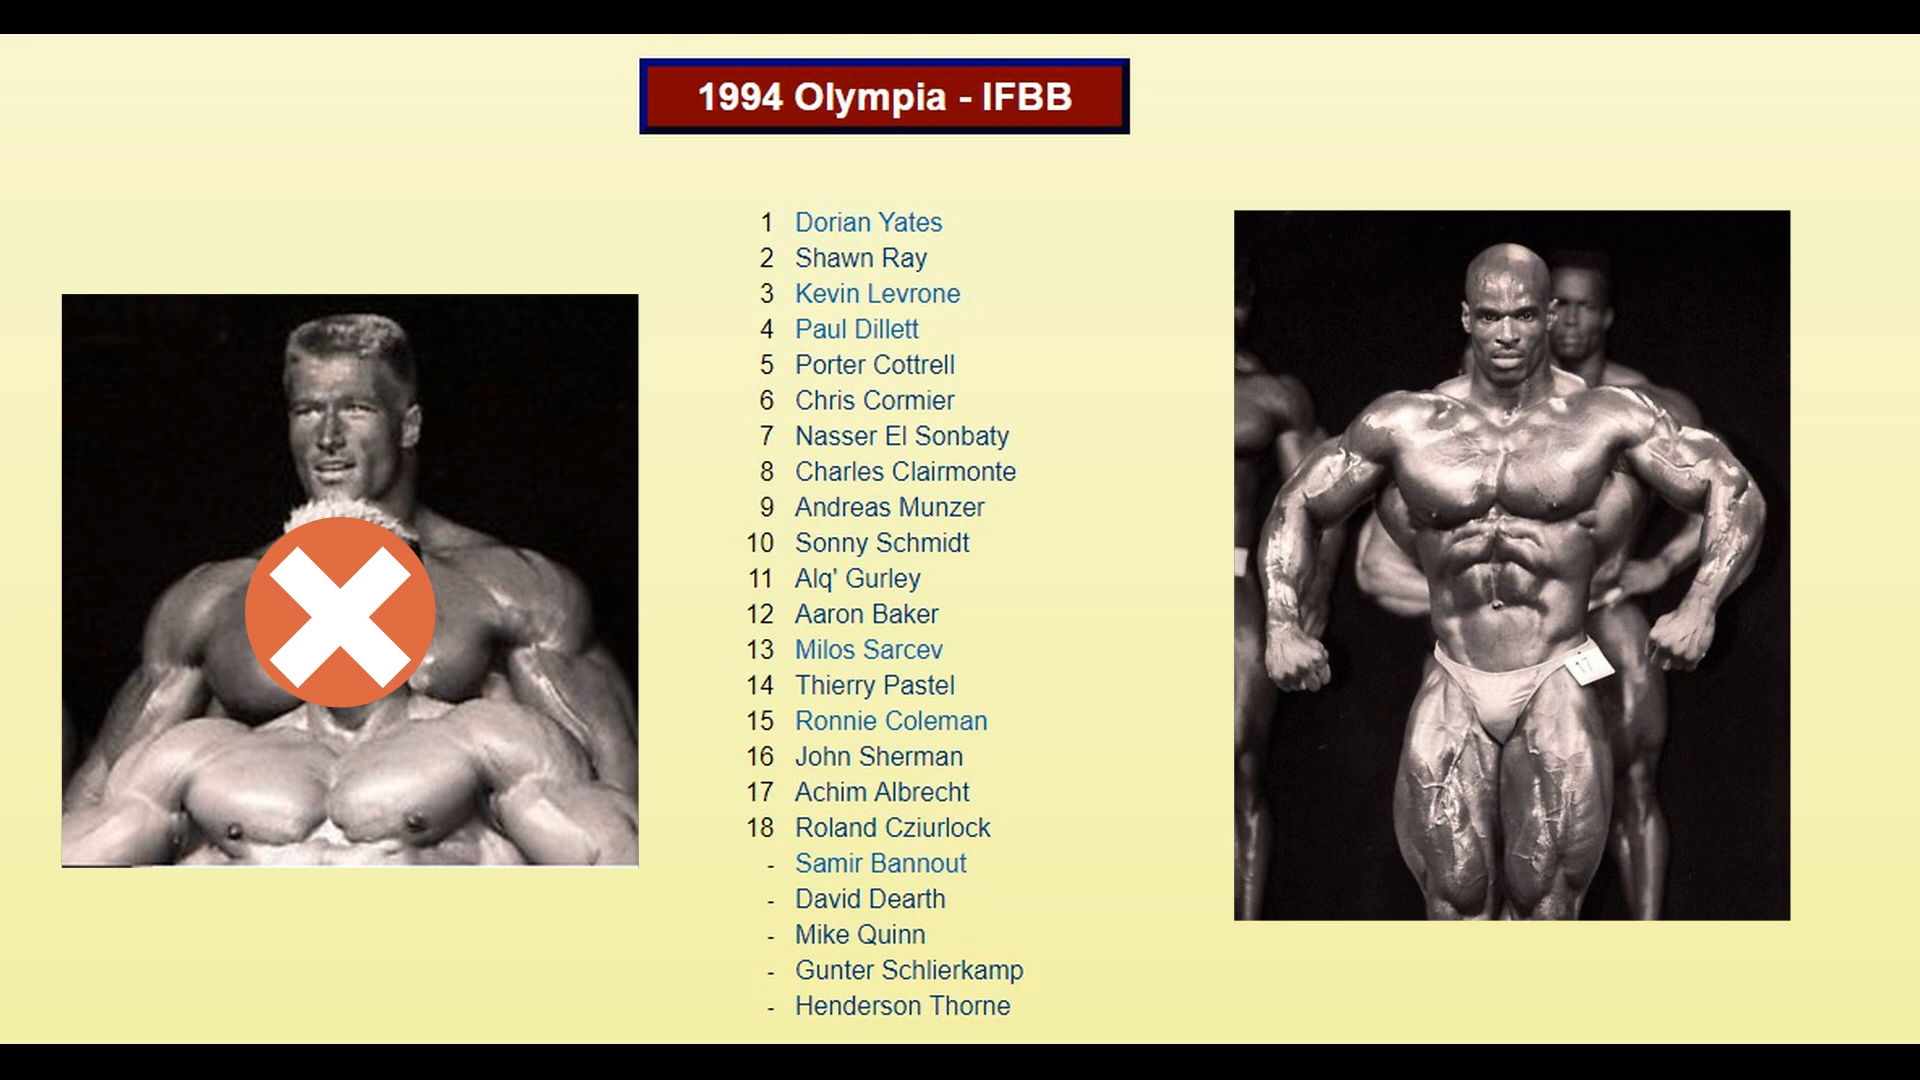 1994 Olympia - IFBB
1 Dorian Yates
2 Shawn Ray
3 Kevin Levrone
4 Paul Dillett
5 Porter Cottrell
6 Chris Cormier
7 Nasser El Sonbaty
8 Charles Clairmonte
9 Andreas Munzer
10 Sonny Schmidt
11 Alq' Gurley
12 Aaron Baker
13 Milos Sarcev
14 Thierry Pastel
15 Ronnie Coleman
16 John Sherman
17 Achim Albrecht
18 Roland Cziurlock
- Samir Bannout
- David Dearth
- Mike Quinn
- Gunter Schlierkamp
- Henderson Thorne
17